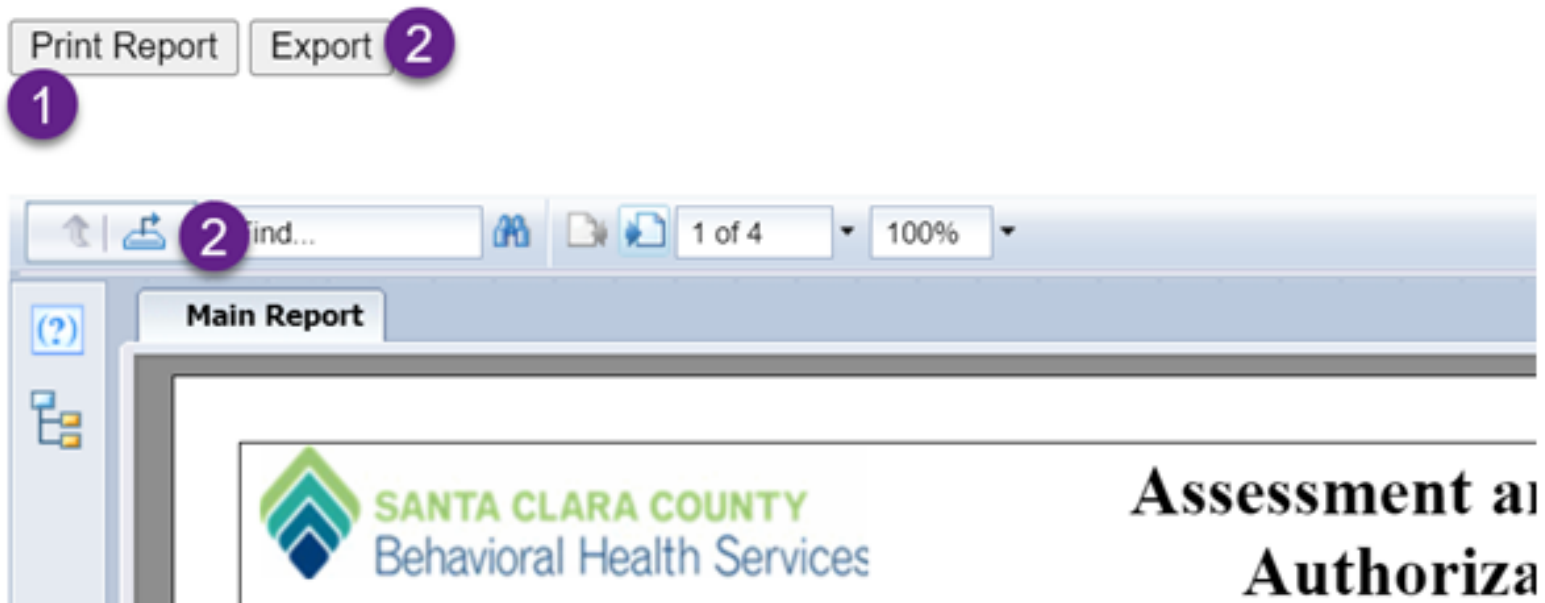 Print Report Export 2
1
2 ind... 1 of 4 100%
(?) Main Report
SANTA CLARA COUNTY
Behavioral Health Services
Assessment a
Authoriza